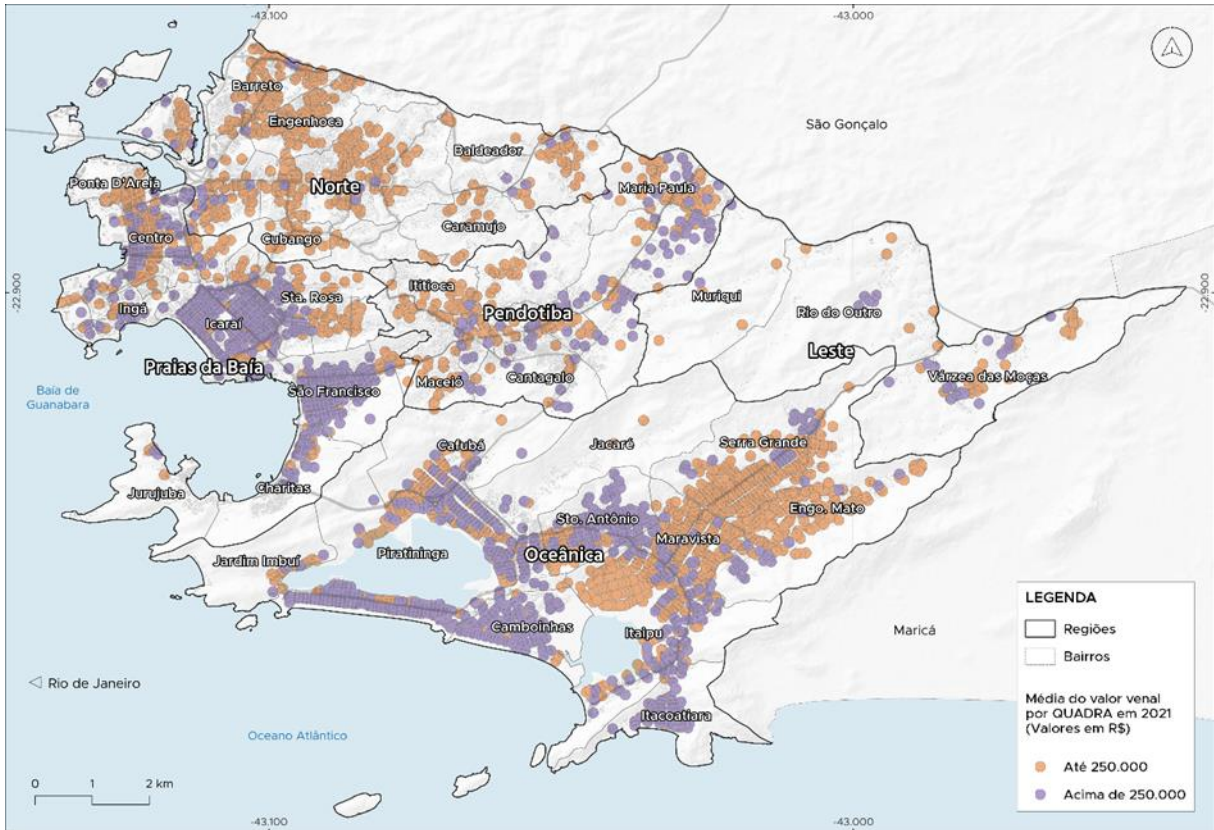 -43.100
-43.000
Barreto
Engenhoca
São Gonçalo
Baldeador
Ponta D'Areia
Norte
Maria Paula
Centro
Cubango
Caramujo
-22.900
-22.900
Ingá
Icaraí
Sta. Rosa
Ititioca
Pendotiba
Muriqui
Rio do Outro
Leste
Praias da Baía
São Francisco
Maceió
Cantagalo
Várzea das Moças
Baía de
Guanabara
Cafubá
Jacaré
Serra Grande
Jurujuba
Charitas
Engo. Mato
Sto. Antônio
Maravista
Piratininga
Oceânica
Jardim Imbuí
Camboinhas
Itaipu
Maricá
Rio de Janeiro
Itacoatiara
Oceano Atlântico
LEGENDA
Regiões
Bairros
Média do valor venal
por QUADRA em 2021
(Valores em R$)
Até 250.000
Acima de 250.000
0 1 2 km
-43.100
-43.000